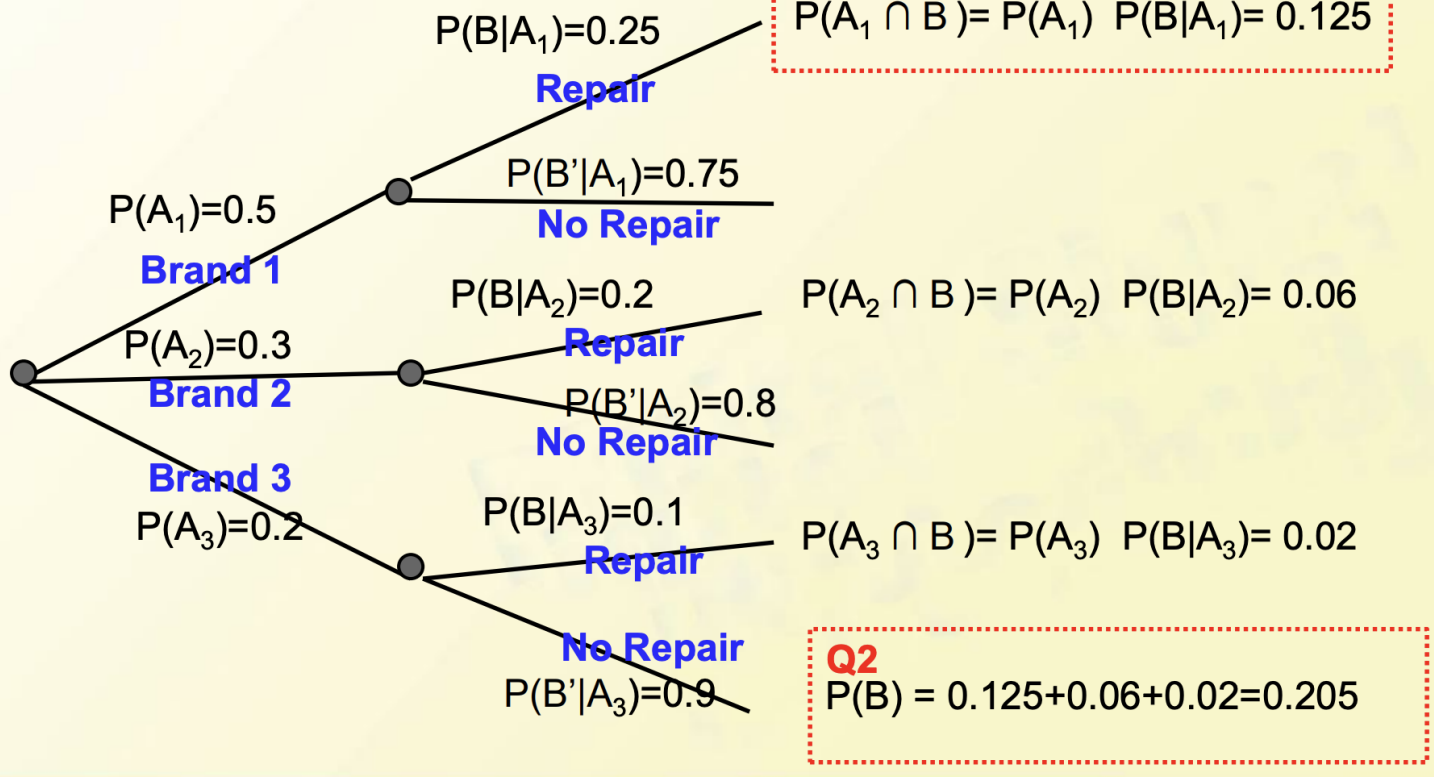 P(B|A₁)=0.25
P(A₁ ∩ B )= P(A₁) P(B|A₁)= 0.125
Repair
P(B’|A₁)=0.75
No Repair
P(A₁)=0.5
Brand 1
P(B|A₂)=0.2
P(A₂ ∩ B )= P(A₂) P(B|A₂)= 0.06
Repair
P(A₂)=0.3
Brand 2
P(B’|A₂)=0.8
No Repair
Brand 3
P(A₃)=0.2
P(B|A₃)=0.1
P(A₃ ∩ B )= P(A₃) P(B|A₃)= 0.02
Repair
No Repair
P(B’|A₃)=0.9
Q2
P(B) = 0.125+0.06+0.02=0.205